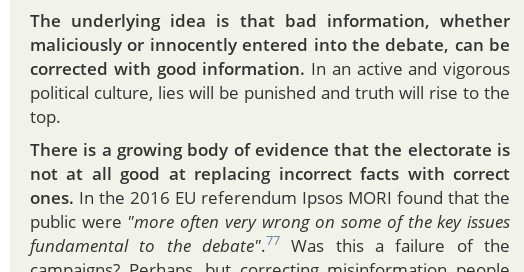 The underlying idea is that bad information, whether
maliciously or innocently entered into the debate, can be
corrected with good information. In an active and vigorous
political culture, lies will be punished and truth will rise to the
top.
There is a growing body of evidence that the electorate is
not at all good at replacing incorrect facts with correct
ones. In the 2016 EU referendum Ipsos MORI found that the
public were "more often very wrong on some of the key issues
fundamental to the debate".77 Was this a failure of the
campaigns? Perhaps, but correcting misinformation people